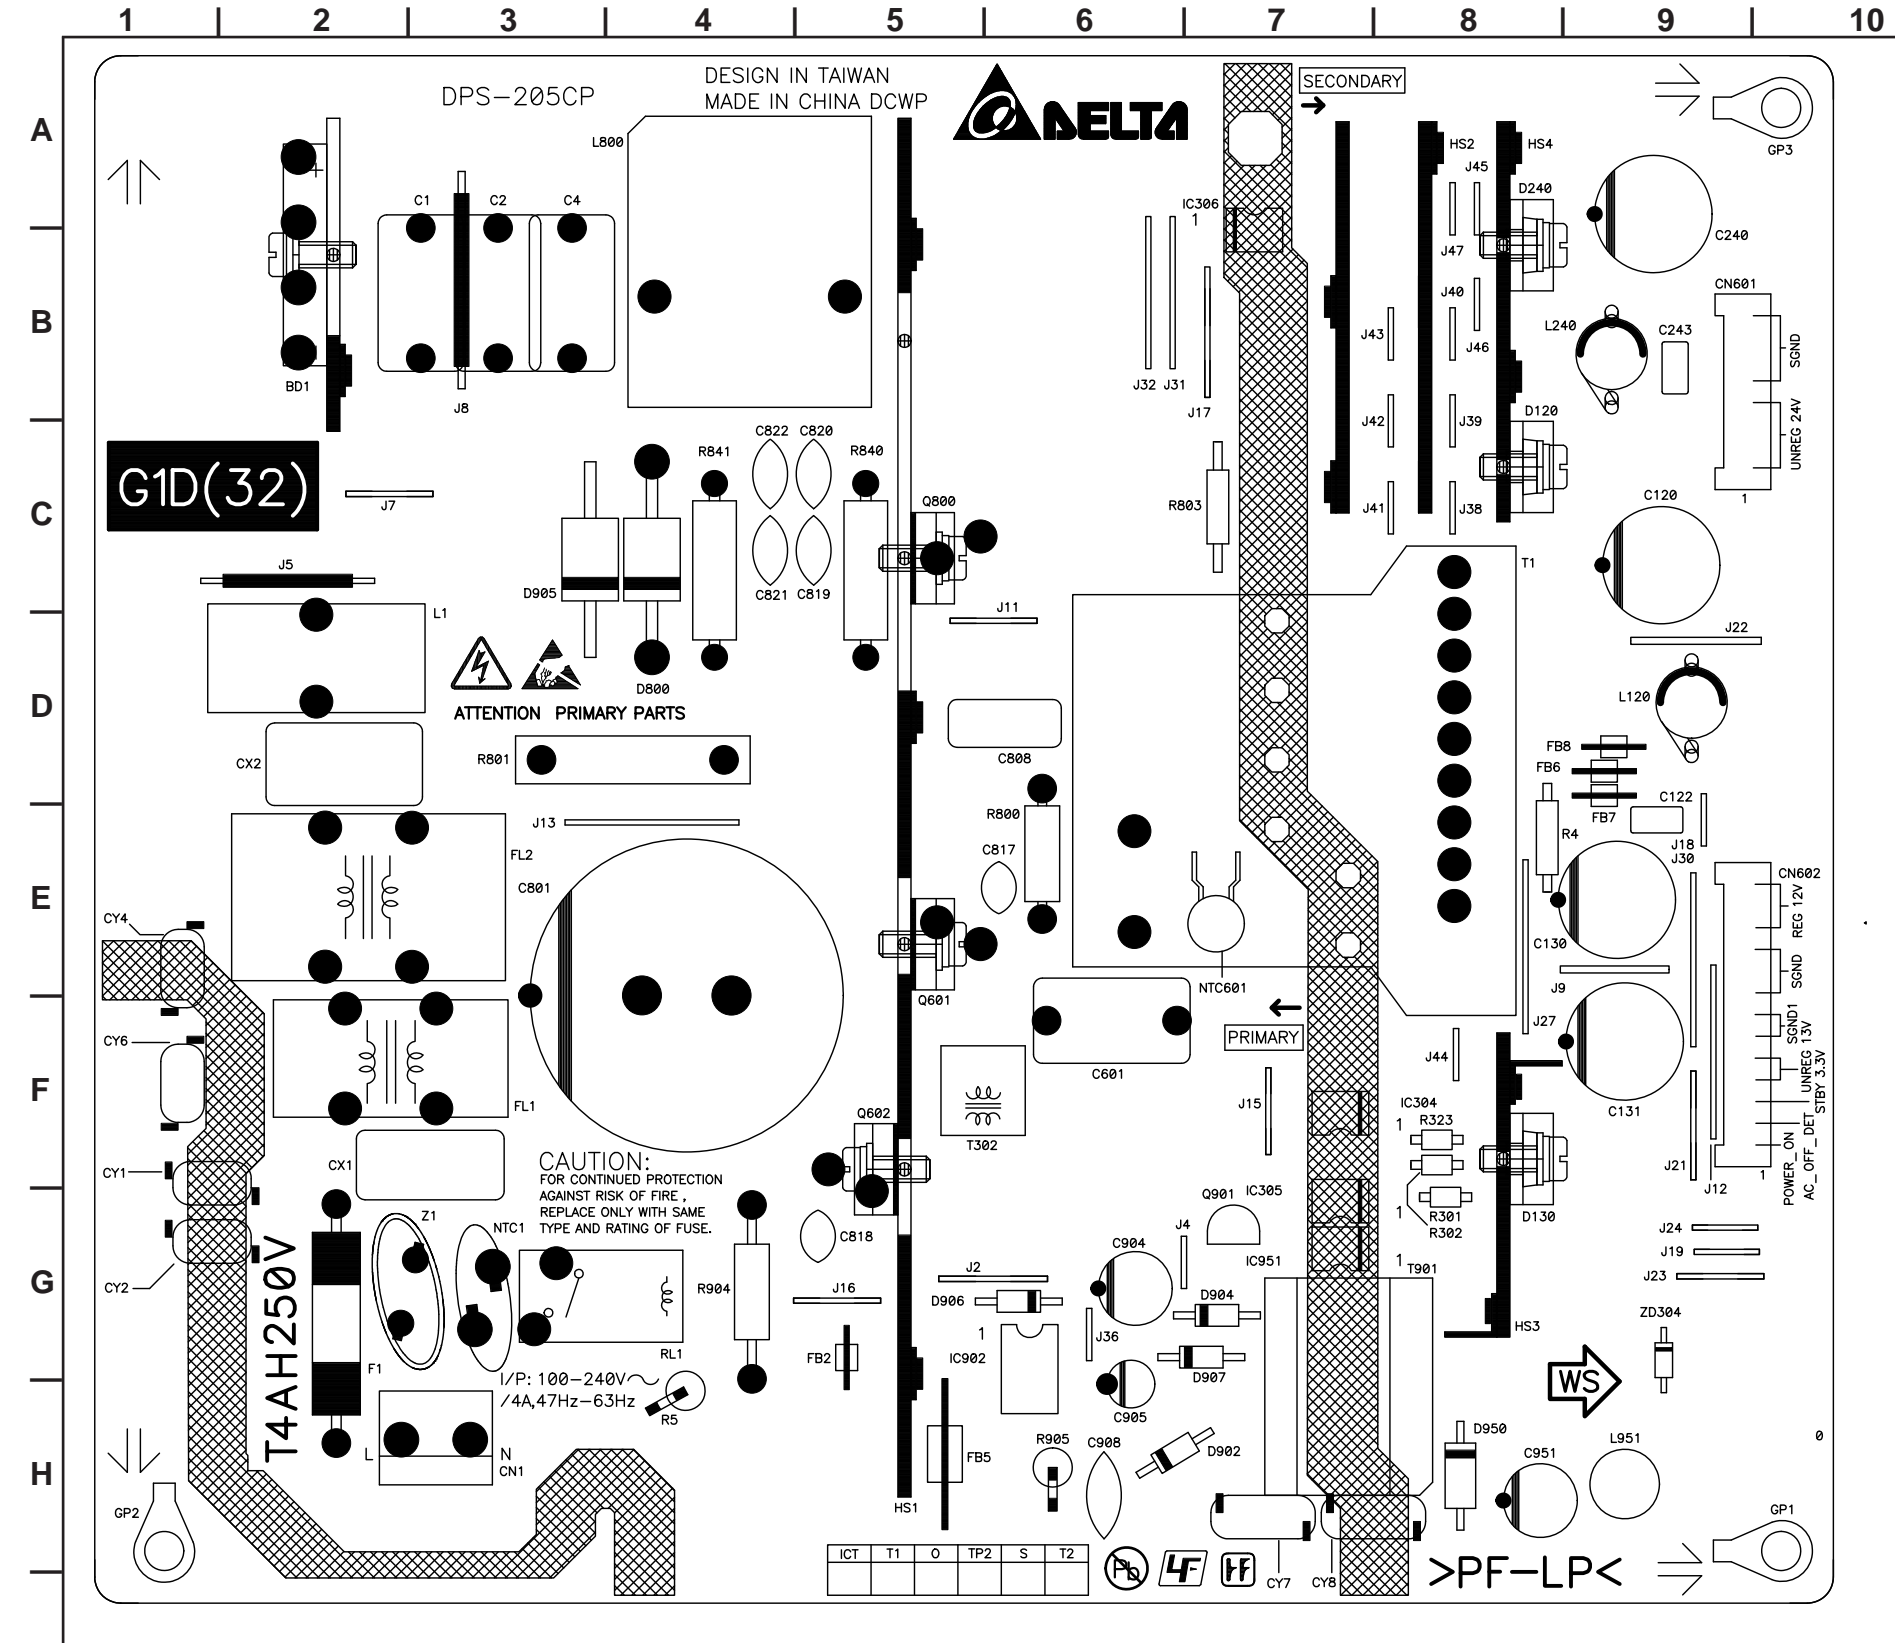 1 2 3 4 5 6 7 8 9 10
A
B
C
D
E
F
G
H
DPS-205CP
DESIGN IN TAIWAN
MADE IN CHINA DCWP
DELTA
SECONDARY
GP3
L800
HS2
HS4
J45
C1
C2
C4
IC306
1
D240
J47
C240
J40
CN601
L240
C243
J43
J46
SGND
BD1
J8
J32
J31
J17
D120
UNREG 24V
C822
C820
J42
J39
R841
R840
G1D(32)
J7
Q800
R803
C120
1
J41
J38
J5
D905
C821
C819
T1
L1
J11
J22
D800
ATTENTION PRIMARY PARTS
L120
CX2
R801
C808
FB8
FB6
C122
R800
FB7
J13
R4
FL2
C817
J18
J30
C801
CN602
REG 12V
CY4
C130
SGND
NTC601
J9
Q601
SGND1
CY6
PRIMARY
J27
J44
UNREG 13V
C601
STBY 3.3V
FL1
Q602
J15
IC304
C131
R323
1
T302
AC_OFF_DET
CX1
CAUTION:
FOR CONTINUED PROTECTION
AGAINST RISK OF FIRE ,
REPLACE ONLY WITH SAME
TYPE AND RATING OF FUSE.
CY1
J21
J12
1
POWER_ON
Q901
IC305
1
R301
R302
D130
Z1
NTC1
J4
C818
C904
IC951
1
T901
J24
J19
J23
CY2
T4AH250V
R904
J16
J2
D906
D904
ZD304
HS3
1
J36
IC902
FB2
RL1
F1
D907
WS
I/P: 100-240V~
/4A,47Hz-63Hz
R5
C905
L
N
CN1
FB5
R905
C908
D902
D950
C951
L951
0
HS1
GP2
GP1
ICT T1 O TP2 S T2
Pb
LF
CY7
CY8
>PF-LP<